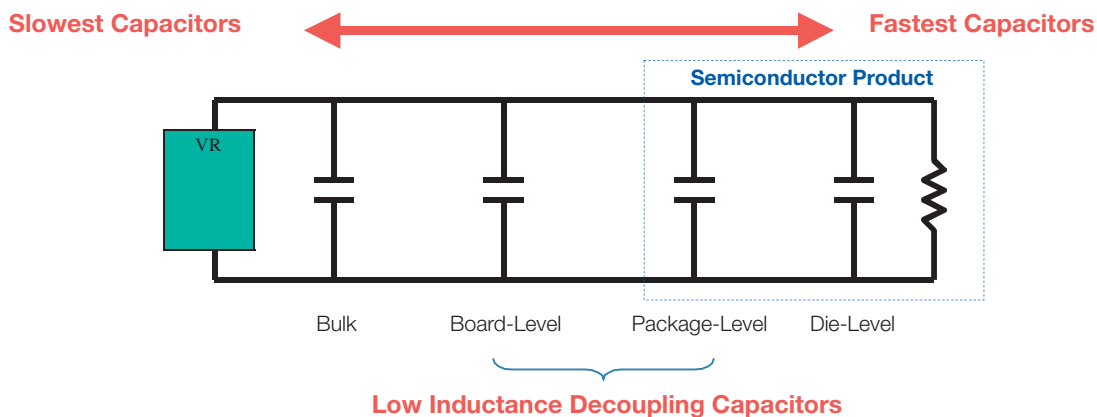 Slowest Capacitors
Fastest Capacitors
Semiconductor Product
VR
Bulk
Board-Level
Package-Level
Die-Level
Low Inductance Decoupling Capacitors